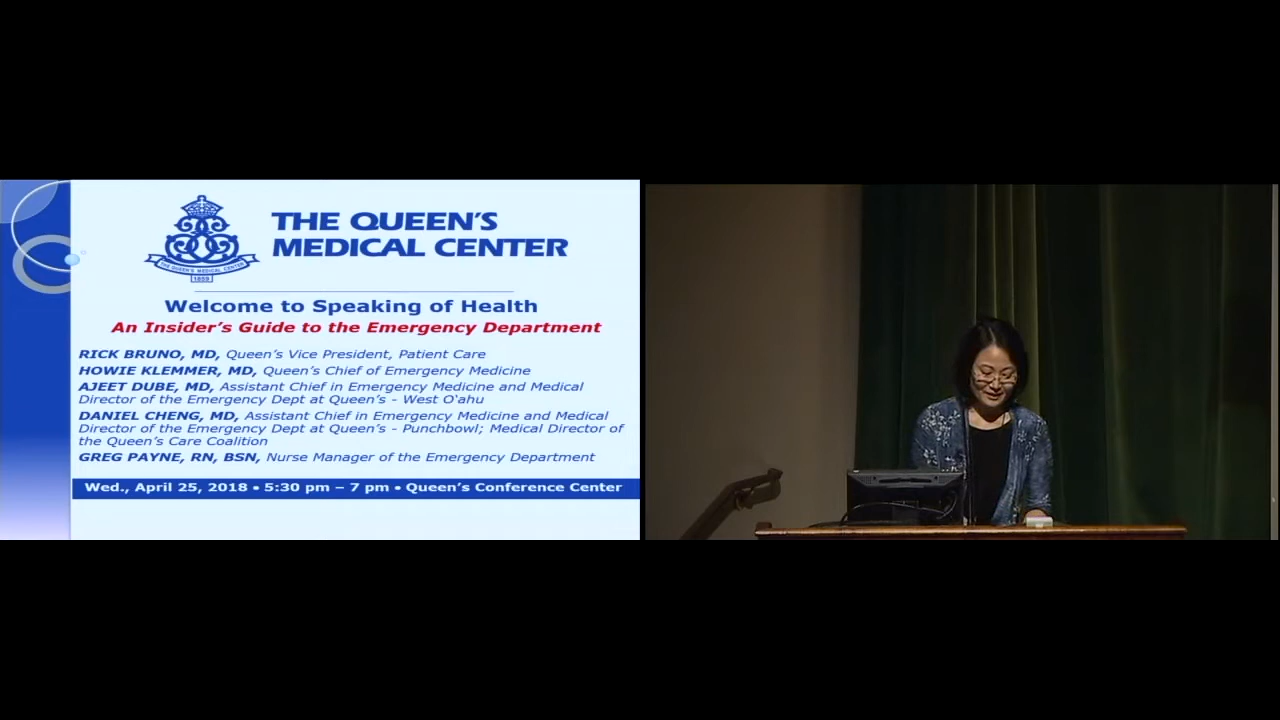 THE QUEEN'S
MEDICAL CENTER
THE QUEEN'S MEDICAL CENTER
1859
Welcome to Speaking of Health
An Insider's Guide to the Emergency Department
RICK BRUNO, MD, Queen's Vice President, Patient Care
HOWIE KLEMMER, MD, Queen's Chief of Emergency Medicine
AJEET DUBE, MD, Assistant Chief in Emergency Medicine and Medical
Director of the Emergency Dept at Queen's - West O'ahu
DANIEL CHENG, MD, Assistant Chief in Emergency Medicine and Medical
Director of the Emergency Dept at Queen's - Punchbowl; Medical Director of
the Queen's Care Coalition
GREG PAYNE, RN, BSN, Nurse Manager of the Emergency Department
Wed., April 25, 2018 • 5:30 pm – 7 pm • Queen's Conference Center